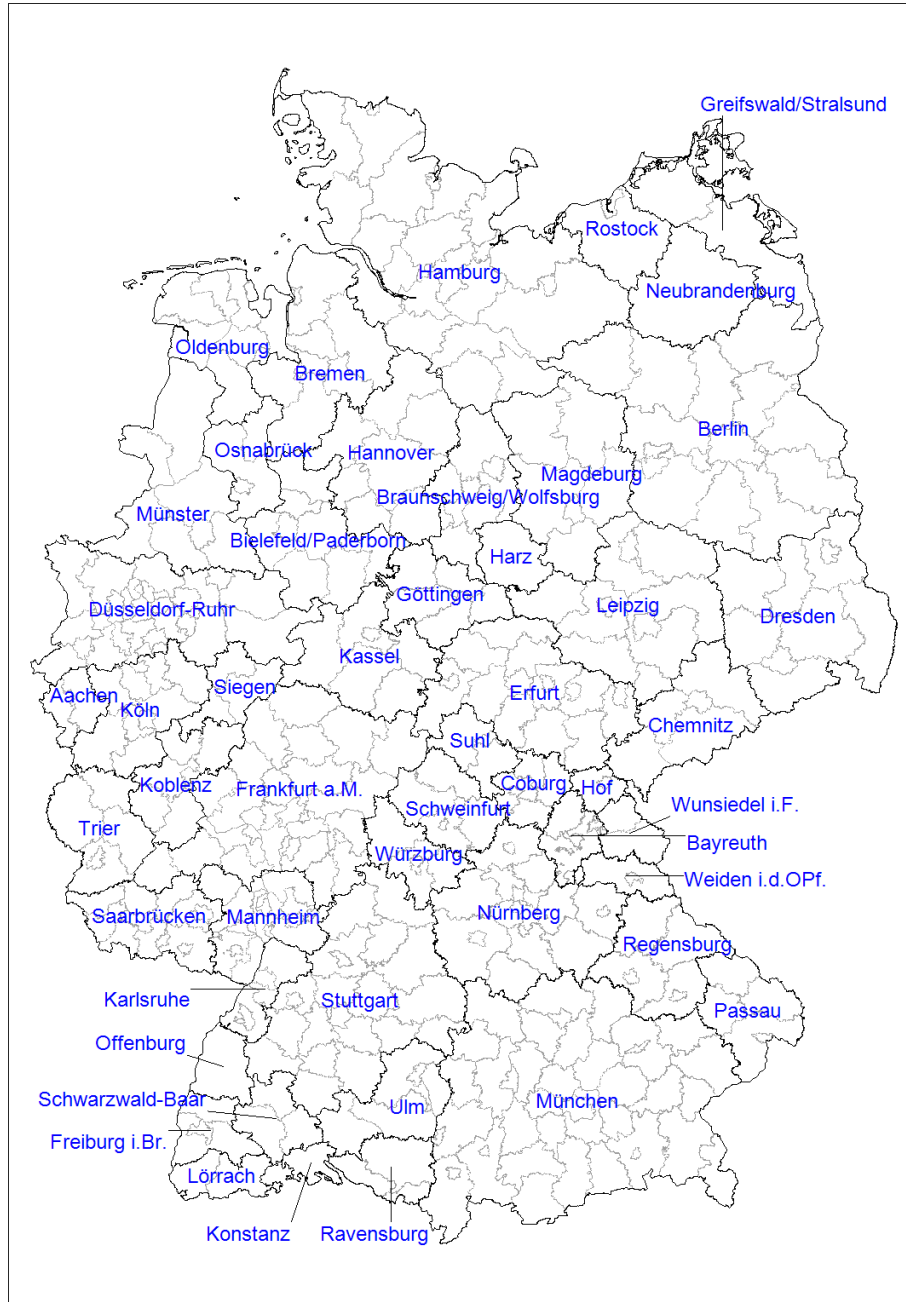 Greifswald/Stralsund
Rostock
Hamburg
Neubrandenburg
Oldenburg
Bremen
Berlin
Osnabrück
Hannover
Magdeburg
Braunschweig/Wolfsburg
Münster
Bielefeld/Paderborn
Harz
Göttingen
Düsseldorf-Ruhr
Leipzig
Dresden
Kassel
Siegen
Aachen
Köln
Erfurt
Chemnitz
Suhl
Koblenz
Frankfurt a.M.
Coburg
Hof
Schweinfurt
Wunsiedel i.F.
Trier
Bayreuth
Würzburg
Weiden i.d.OPf.
Saarbrücken
Mannheim
Nürnberg
Regensburg
Karlsruhe
Stuttgart
Passau
Offenburg
Schwarzwald-Baar
Ulm
München
Freiburg i.Br.
Lörrach
Konstanz
Ravensburg